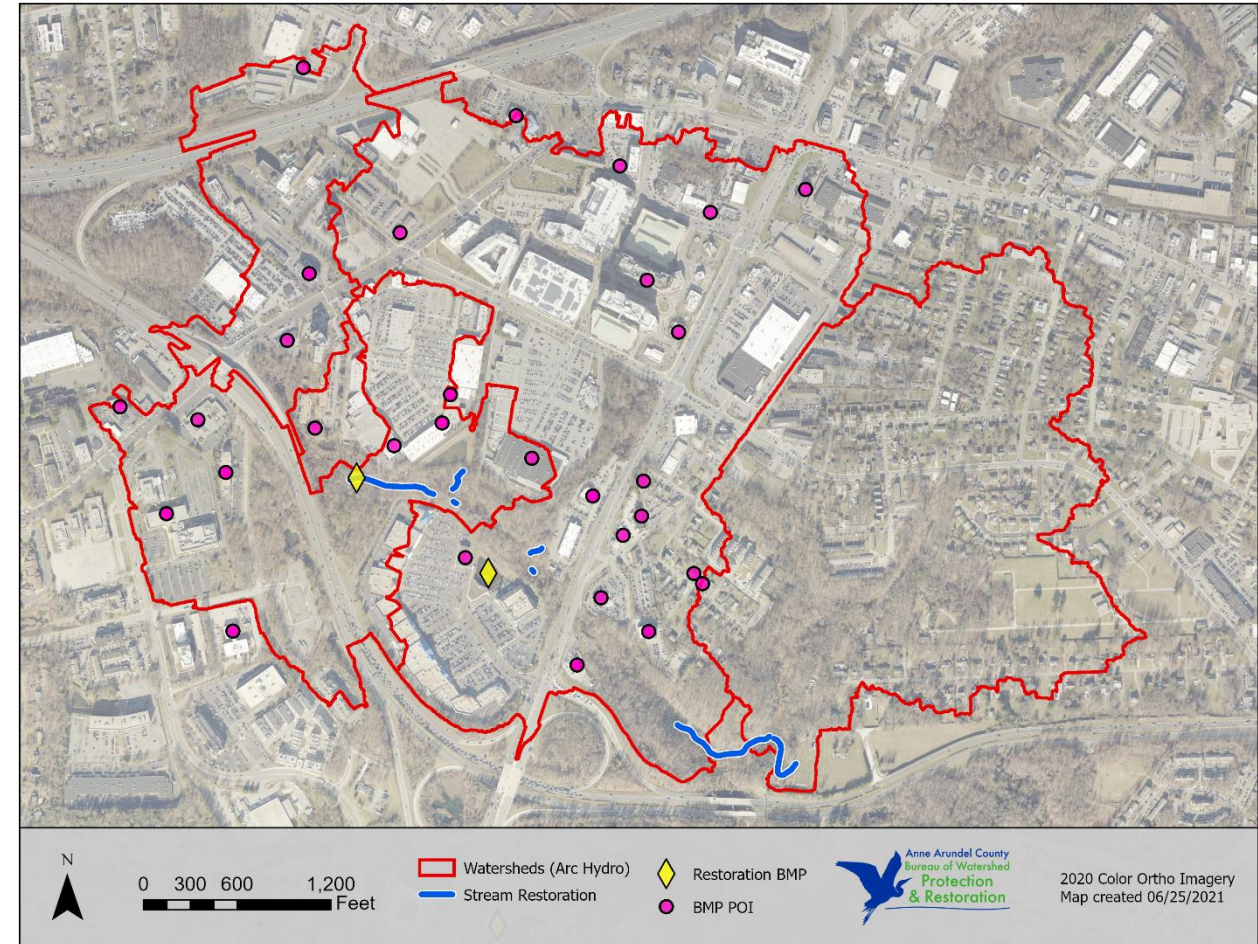 N
0 300 600 1,200
Feet
Watersheds (Arc Hydro)
Stream Restoration
Restoration BMP
BMP POI
Anne Arundel County
Bureau of Watershed
Protection
& Restoration
2020 Color Ortho Imagery
Map created 06/25/2021